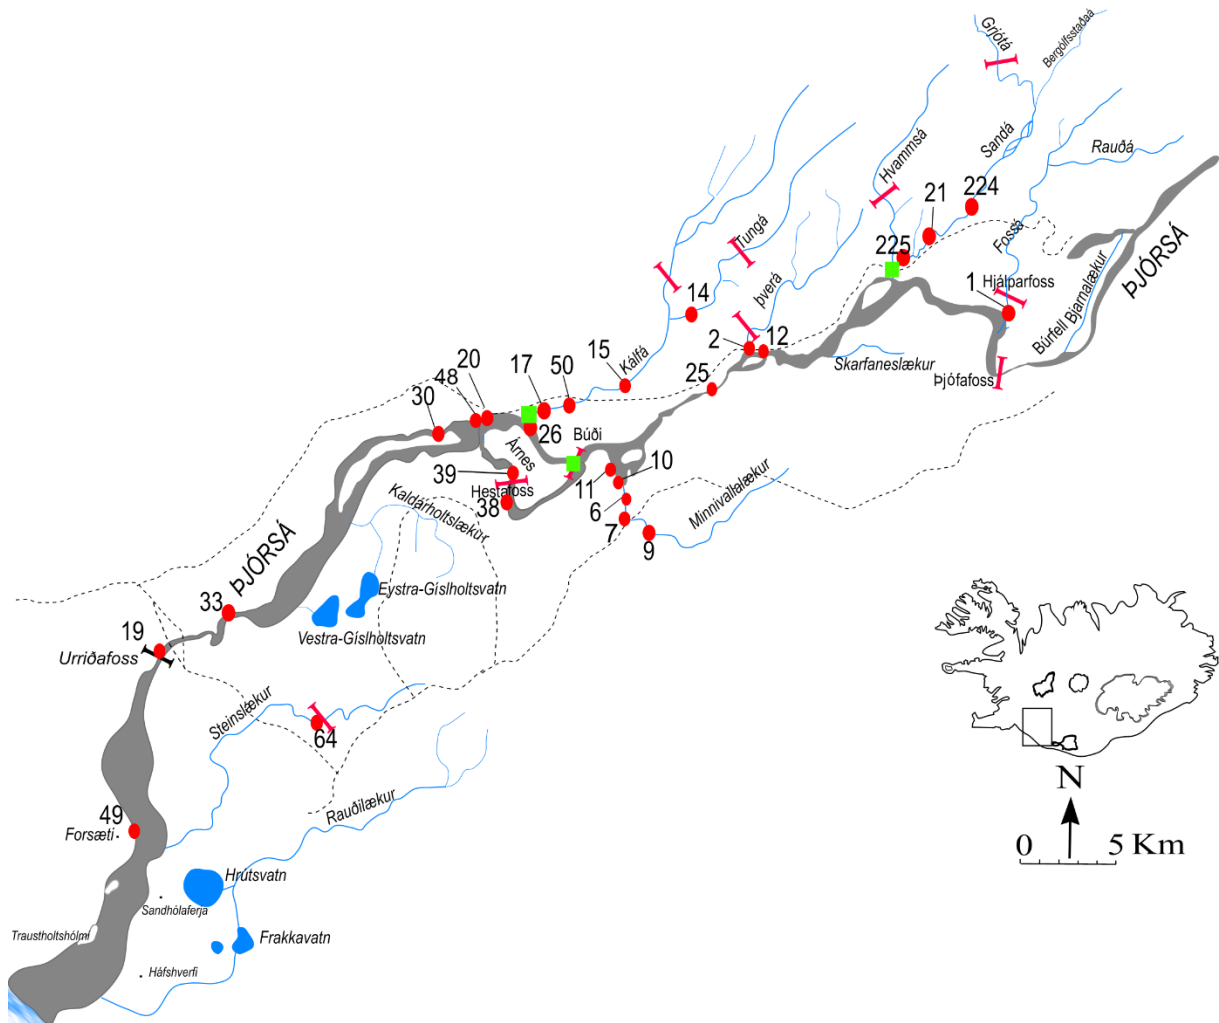 Grjótá
Bergólfsstaðaá
Sandá
Rauðá
Hvammsá
224
21
225
Fossá
Tungá
þverá
14
1
Hjálparfoss
ÞJÓRSÁ
Búrfell
Bjarnalækur
Kálfá
2
12
Skarfaneslækur
Þjófafoss
15
25
20
17
50
48
30
26
Árnes
Búði
39
Hestafoss
38
11
10
6
7
9
Minnivallalækur
Kaldárholtslækur
ÞJÓRSÁ
Eystra-Gíslholtsvatn
Vestra-Gíslholtsvatn
33
19
Urriðafoss
Steinslækur
64
Rauðilækur
49
Forsæti
Hrútsvatn
Sandhólaferja
Traustholtshólmi
Frakkavatn
Háfshverfi
N
0 5 Km